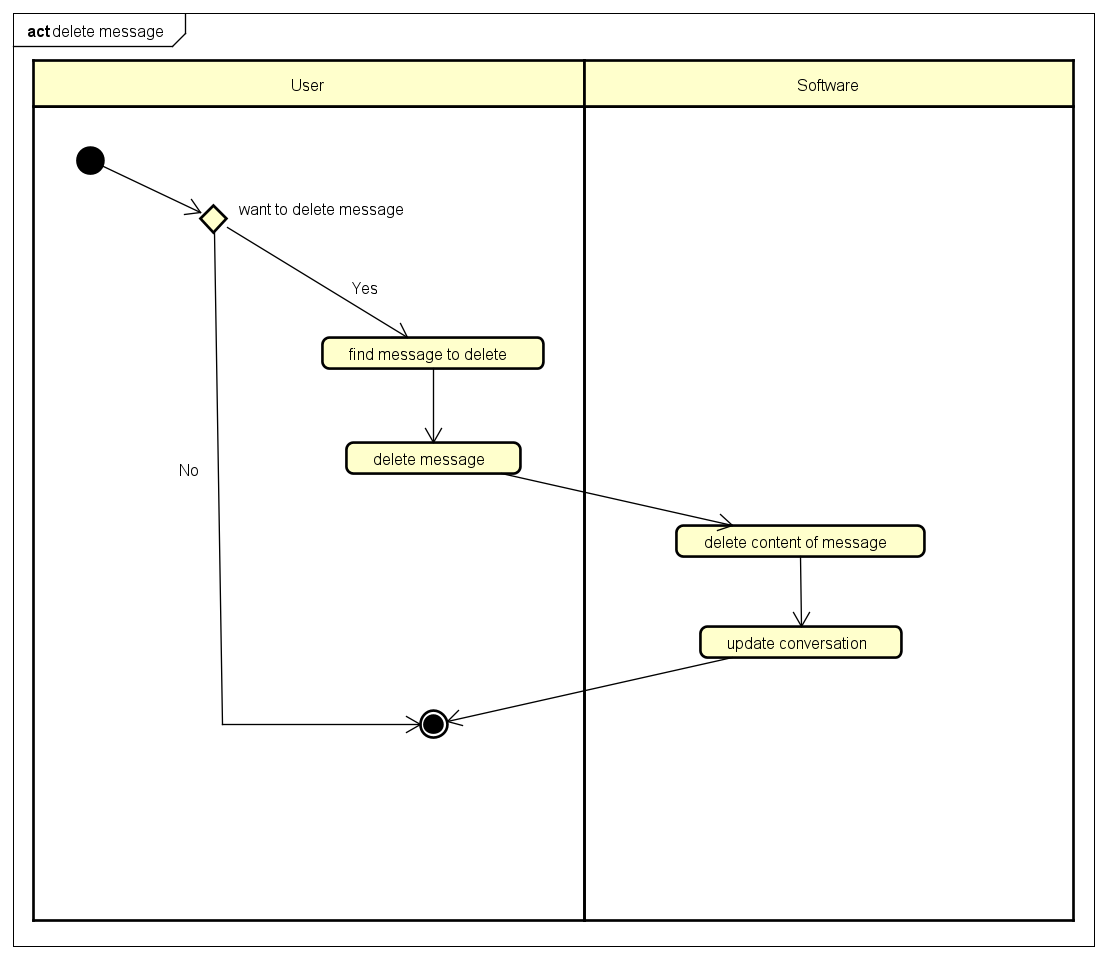 act delete message
User
Software
want to delete message
Yes
find message to delete
delete message
No
delete content of message
update conversation